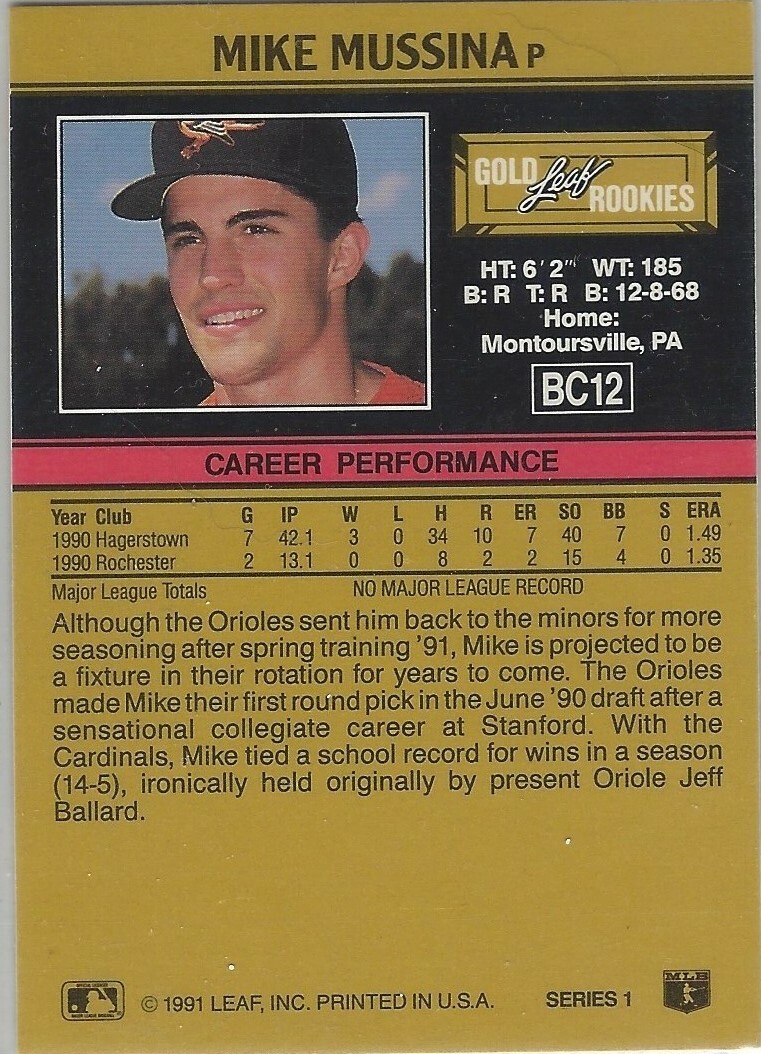 MIKE MUSSINA P
GOLD Leaf ROOKIES
HT: 6' 2" WT: 185
B: R T: R B: 12-8-68
Home:
Montoursville, PA
BC12
CAREER PERFORMANCE
Year Club G IP W L H R ER SO BB S ERA
1990 Hagerstown 7 42.1 3 0 34 10 7 40 7 0 1.49
1990 Rochester 2 13.1 0 0 8 2 2 15 4 0 1.35
Major League Totals NO MAJOR LEAGUE RECORD
Although the Orioles sent him back to the minors for more
seasoning after spring training '91, Mike is projected to be
a fixture in their rotation for years to come. The Orioles
made Mike their first round pick in the June '90 draft after a
sensational collegiate career at Stanford. With the
Cardinals, Mike tied a school record for wins in a season
(14-5), ironically held originally by present Oriole Jeff
Ballard.
© 1991 LEAF, INC. PRINTED IN U.S.A. SERIES 1
MLB